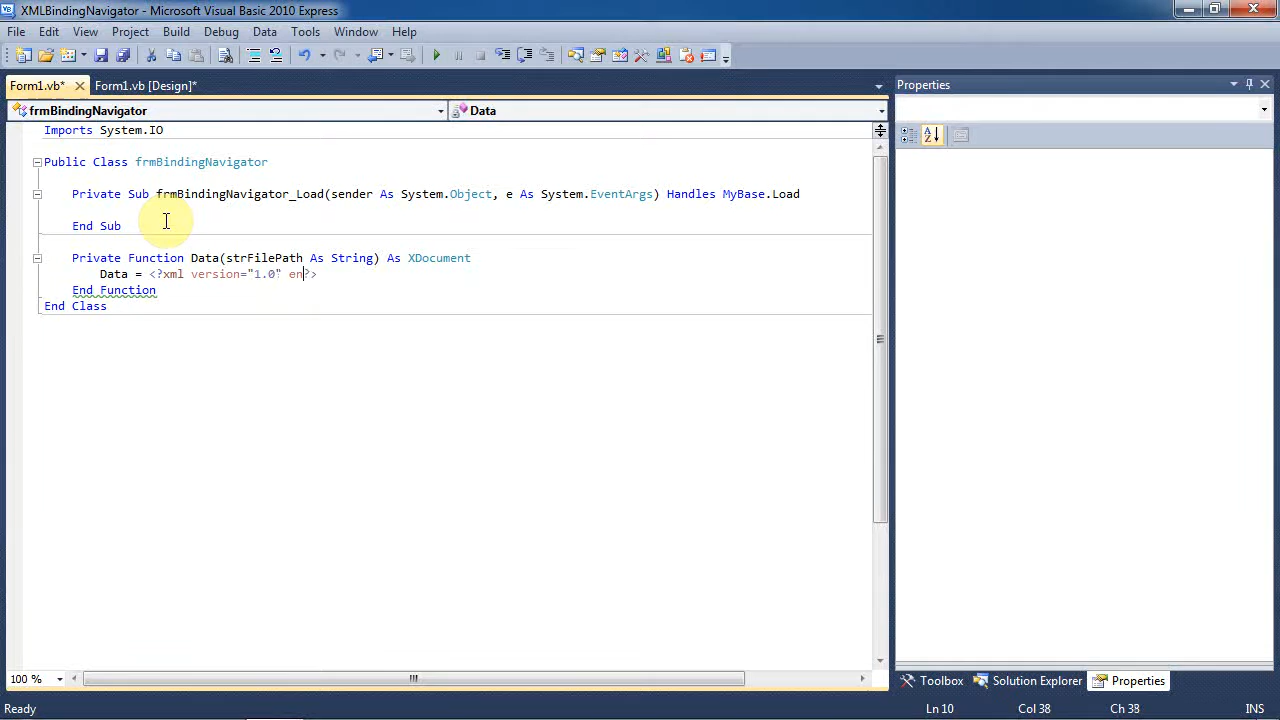 XMLBindingNavigator - Microsoft Visual Basic 2010 Express
File Edit View Project Build Debug Data Tools Window Help
Form1.vb* Form1.vb [Design]*
Properties
frmBindingNavigator Data
Imports System.IO
Public Class frmBindingNavigator
Private Sub frmBindingNavigator_Load(sender As System.Object, e As System.EventArgs) Handles MyBase.Load
End Sub
Private Function Data(strFilePath As String) As XDocument
Data = <?xml version="1.0" en?>
End Function
End Class
100 %
Toolbox Solution Explorer Properties
Ready Ln 10 Col 38 Ch 38 INS